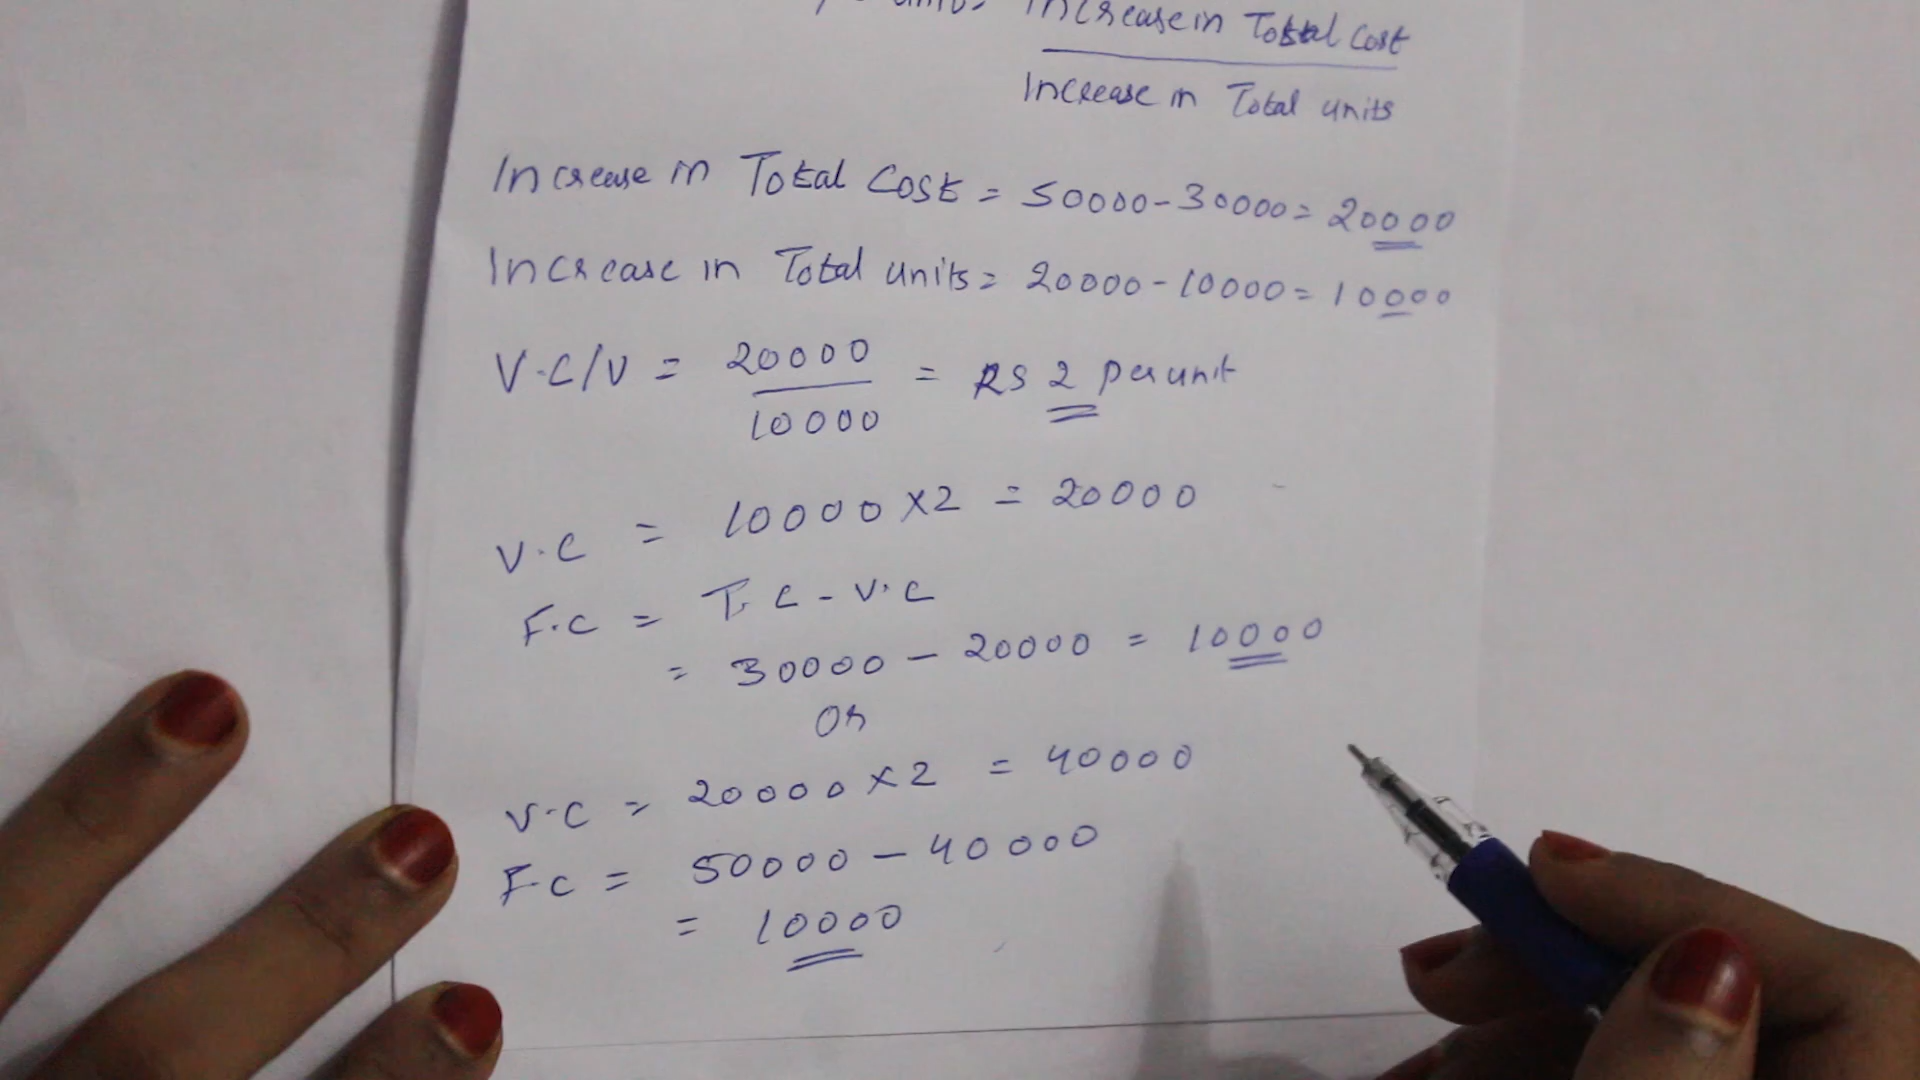 unit = Increase in Total Cost
Increase in Total units
Increase in Total Cost = 50000 - 30000 = 20000
Increase in Total units = 20000 - 10000 = 10000
V.C/U = 20000 = RS 2 per unit
10000
V.C = 10000 × 2 = 20000
F.C = T.C - V.C
= 30000 - 20000 = 10000
Or
V.C = 20000 × 2 = 40000
F.C = 50000 - 40000
= 10000